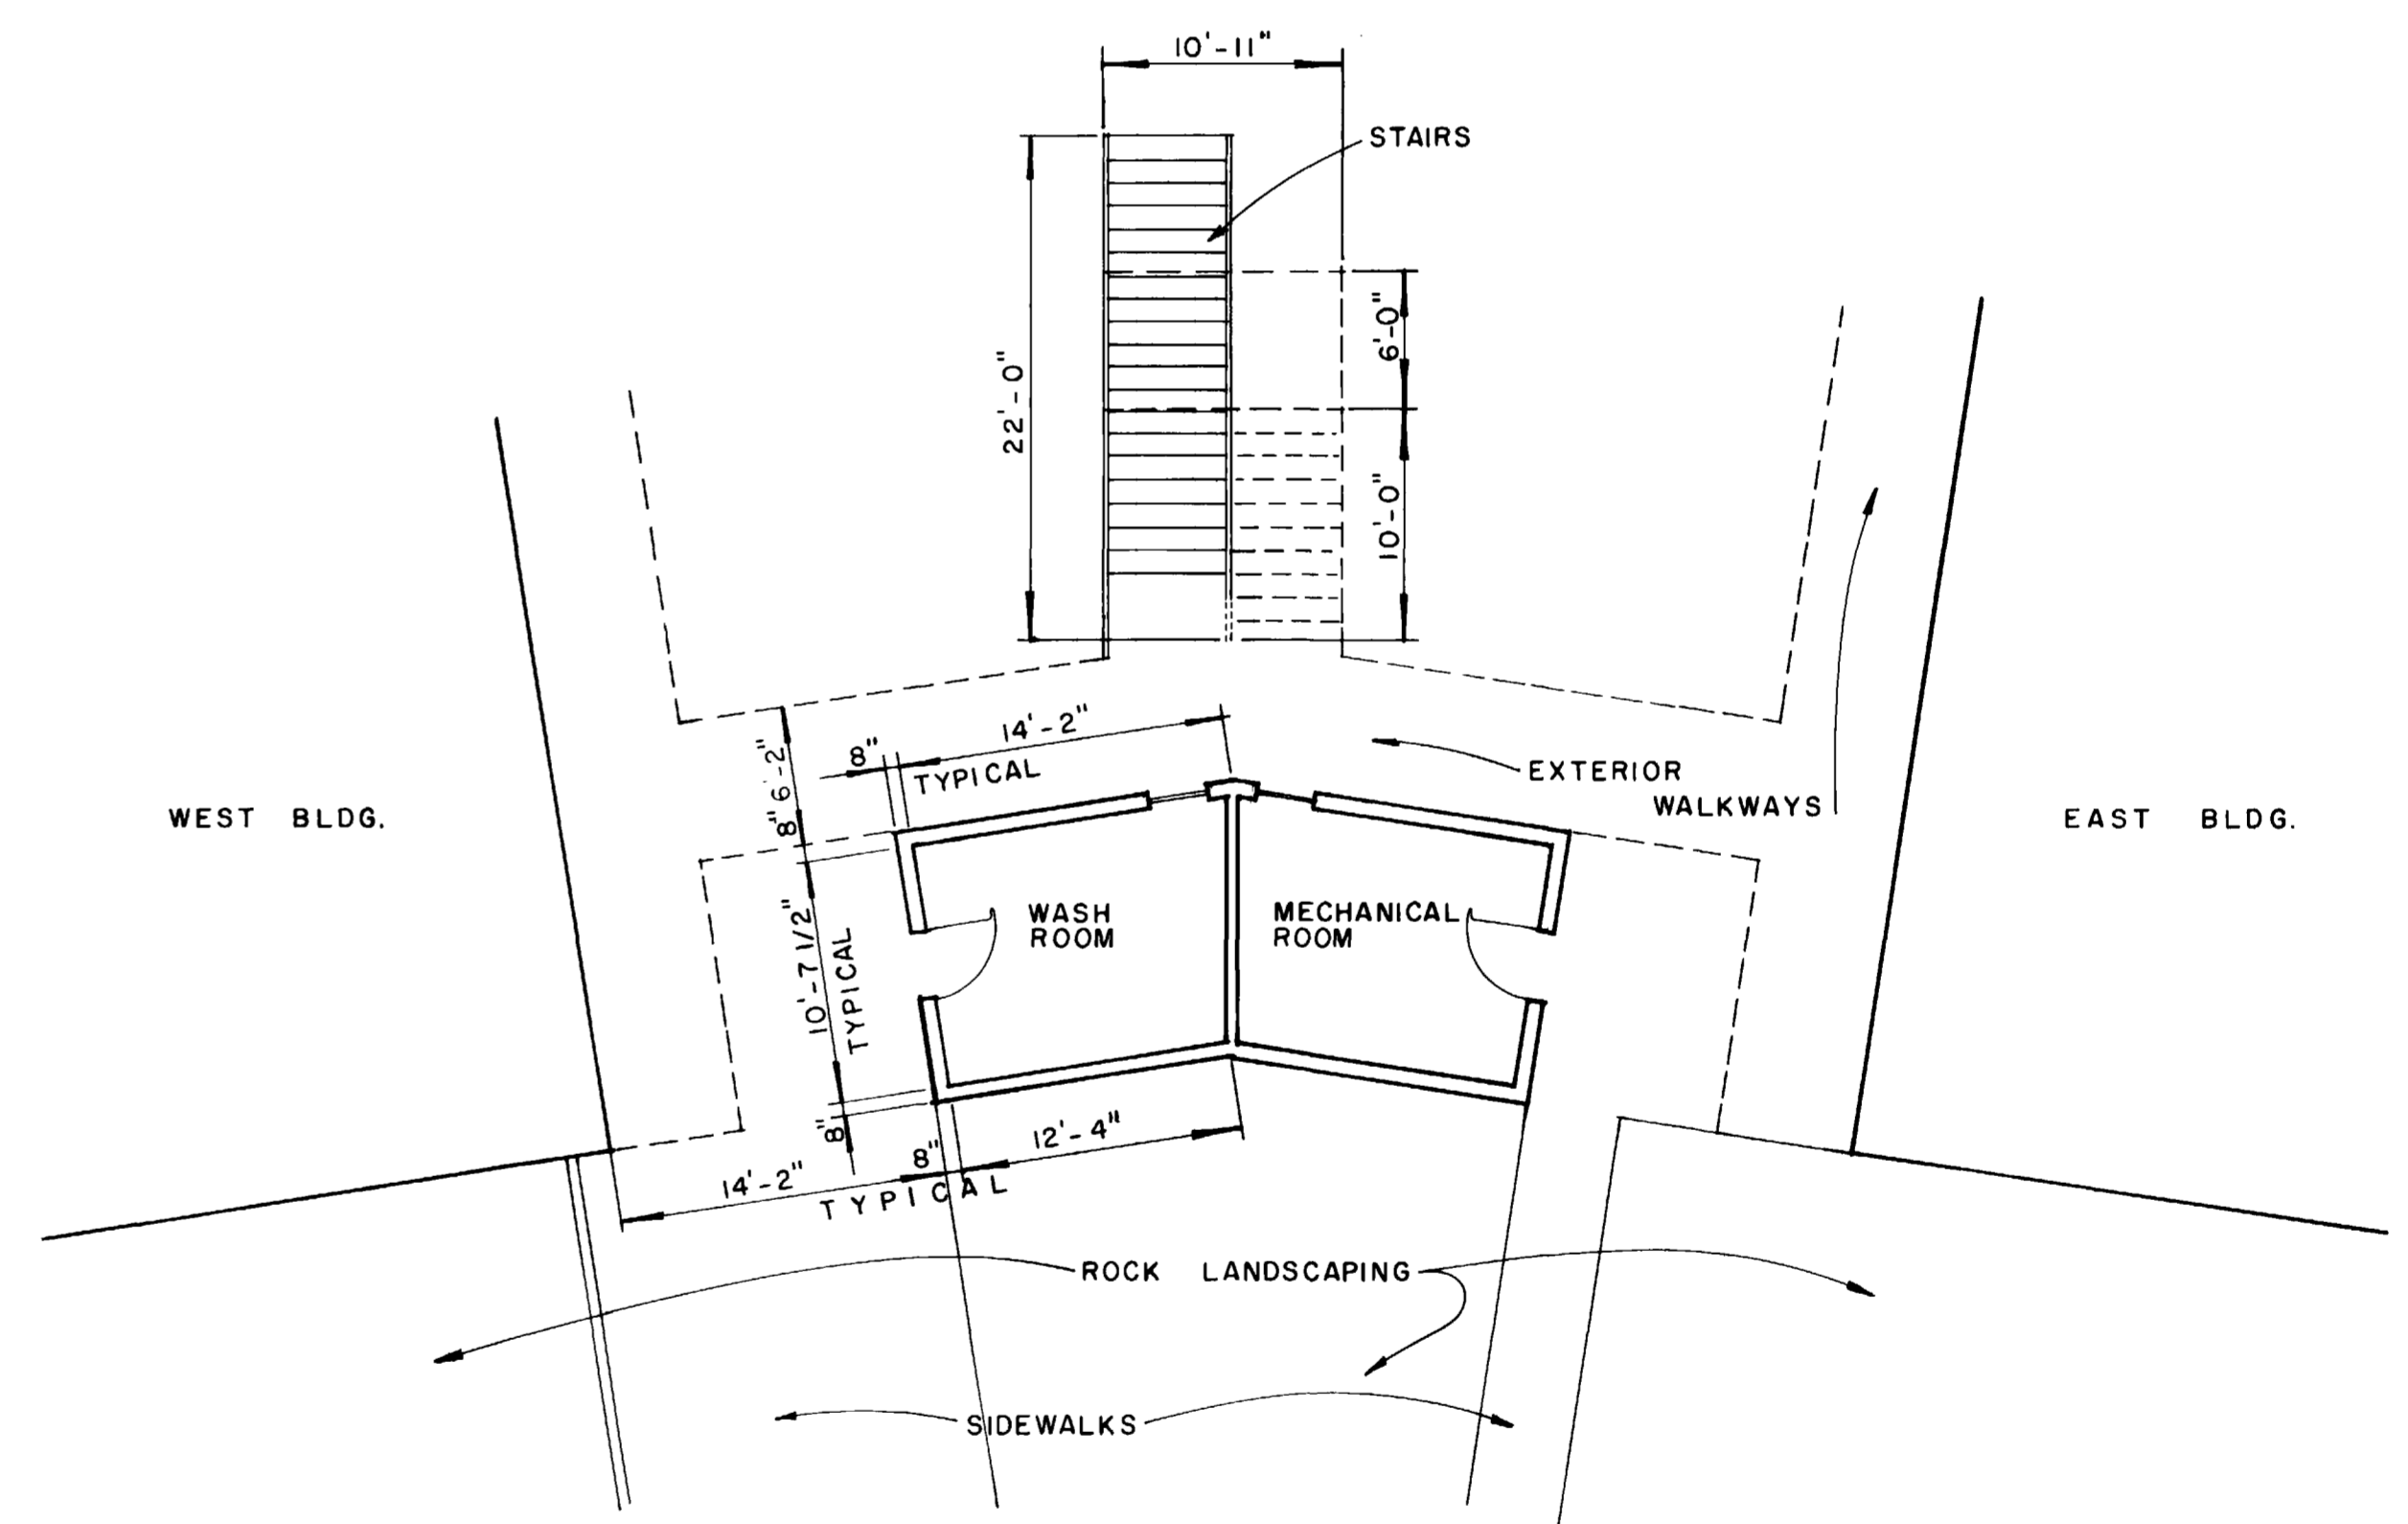 10'-11"
STAIRS
6'-0"
22'-0"
10'-0"
14'-2"
8"
TYPICAL
6'-2"
8"
EXTERIOR
WALKWAYS
WEST BLDG.
EAST BLDG.
WASH
ROOM
MECHANICAL
ROOM
10'-7 1/2"
TYPICAL
8"
12'-4"
8"
14'-2"
TYPICAL
ROCK LANDSCAPING
SIDEWALKS